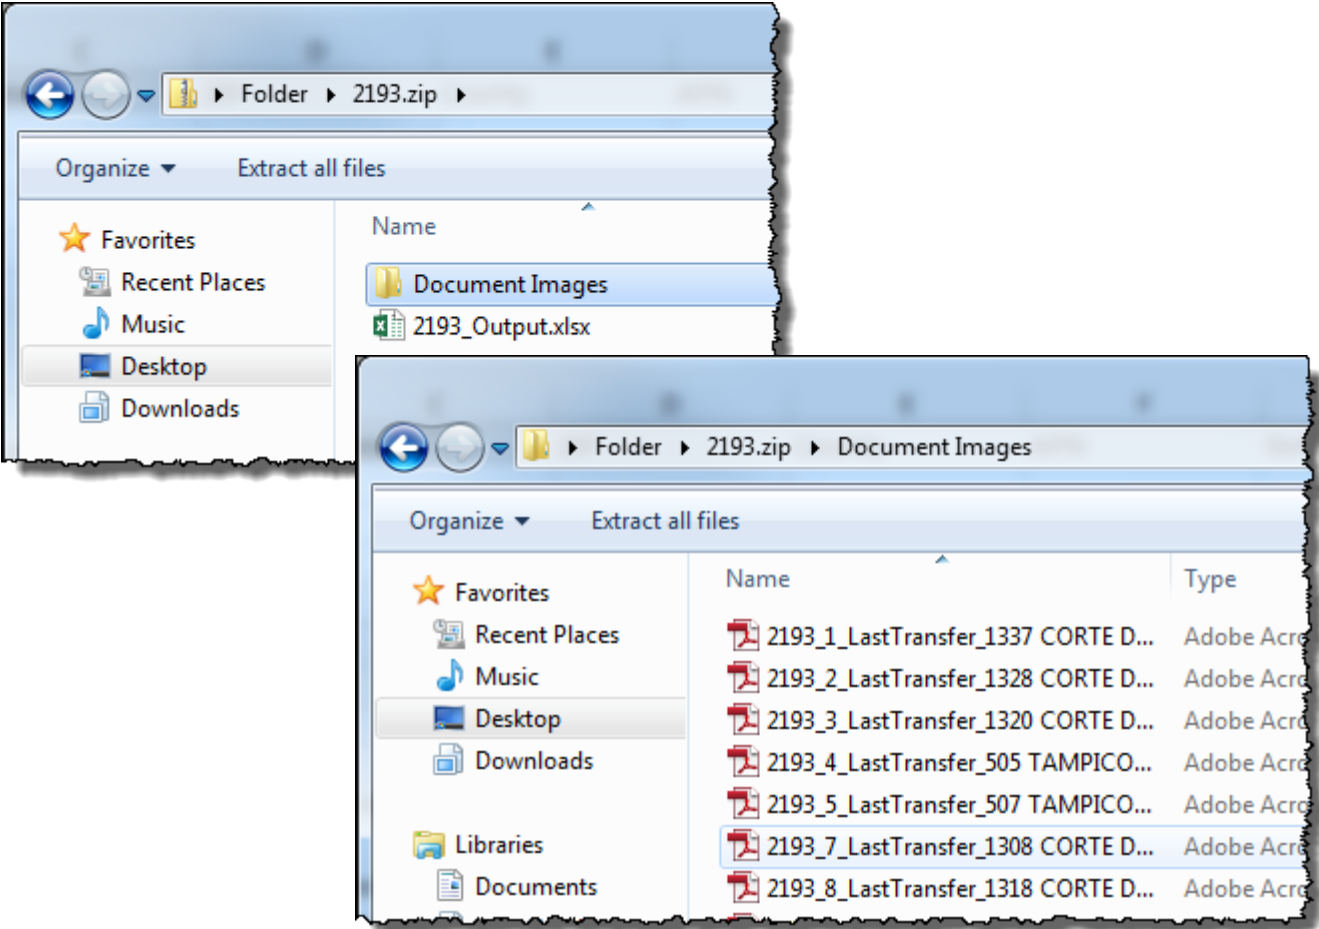 Folder 2193.zip
Organize Extract all files
Name
Favorites
Recent Places
Music
Desktop
Downloads
Document Images
2193_Output.xlsx
Folder 2193.zip Document Images
Organize Extract all files
Name Type
Favorites
Recent Places
Music
Desktop
Downloads
Libraries
Documents
2193_1_LastTransfer_1337 CORTE D... Adobe Acro
2193_2_LastTransfer_1328 CORTE D... Adobe Acro
2193_3_LastTransfer_1320 CORTE D... Adobe Acro
2193_4_LastTransfer_505 TAMPICO... Adobe Acro
2193_5_LastTransfer_507 TAMPICO... Adobe Acro
2193_7_LastTransfer_1308 CORTE D... Adobe Acro
2193_8_LastTransfer_1318 CORTE D... Adobe Acro